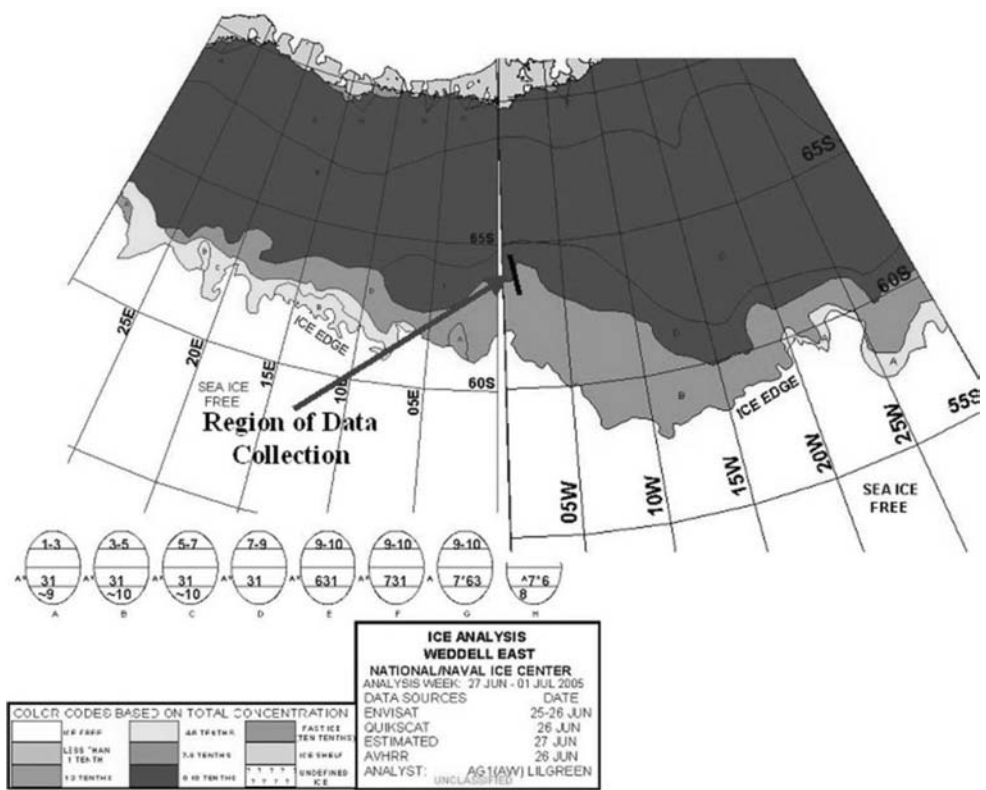 65S
65S
60S
60S
55S
25E
20E
15E
10E
05E
ICE EDGE
SEA ICE
FREE
Region of Data
Collection
05W
10W
15W
20W
25W
ICE EDGE
SEA ICE
FREE
1-3 3-5 5-7 7-9 9-10 9-10 9-10
31 31 31 31 631 731 7*63 ^7*6
~9 ~10 ~10 8
A B C D E F G H
ICE ANALYSIS
WEDDELL EAST
NATIONAL/NAVAL ICE CENTER
ANALYSIS WEEK: 27 JUN - 01 JUL 2005
DATA SOURCES DATE
ENVISAT 25-26 JUN
QUIKSCAT 26 JUN
ESTIMATED 27 JUN
AVHRR 26 JUN
ANALYST: AG1(AW) LILGREEN
UNCLASSIFIED
COLOR CODES BASED ON TOTAL CONCENTRATION
ICE FREE
LESS THAN
1 TENTH
TENTHS
TENTHS
TENTHS
TENTHS
FAST ICE
TEN TENTHS)
ICE SHELF
UNDEFINED
ICE